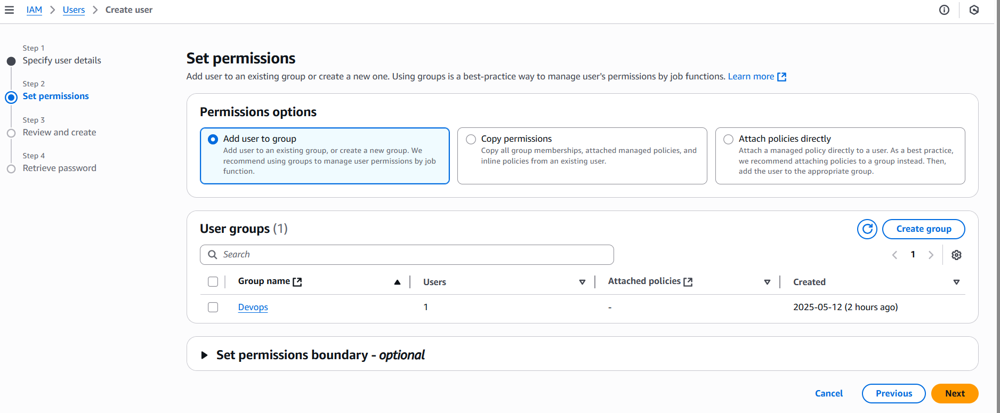 IAM > Users > Create user
Step 1
Specify user details
Step 2
Set permissions
Step 3
Review and create
Step 4
Retrieve password
Set permissions
Add user to an existing group or create a new one. Using groups is a best-practice way to manage user's permissions by job functions. Learn more
Permissions options
Add user to group
Add user to an existing group, or create a new group. We
recommend using groups to manage user permissions by job
function.
Copy permissions
Copy all group memberships, attached managed policies, and
inline policies from an existing user.
Attach policies directly
Attach a managed policy directly to a user. As a best practice,
we recommend attaching policies to a group instead. Then,
add the user to the appropriate group.
User groups (1)
Create group
Search
1
Group name Users Attached policies Created
Devops 1 - 2025-05-12 (2 hours ago)
Set permissions boundary - optional
Cancel Previous Next